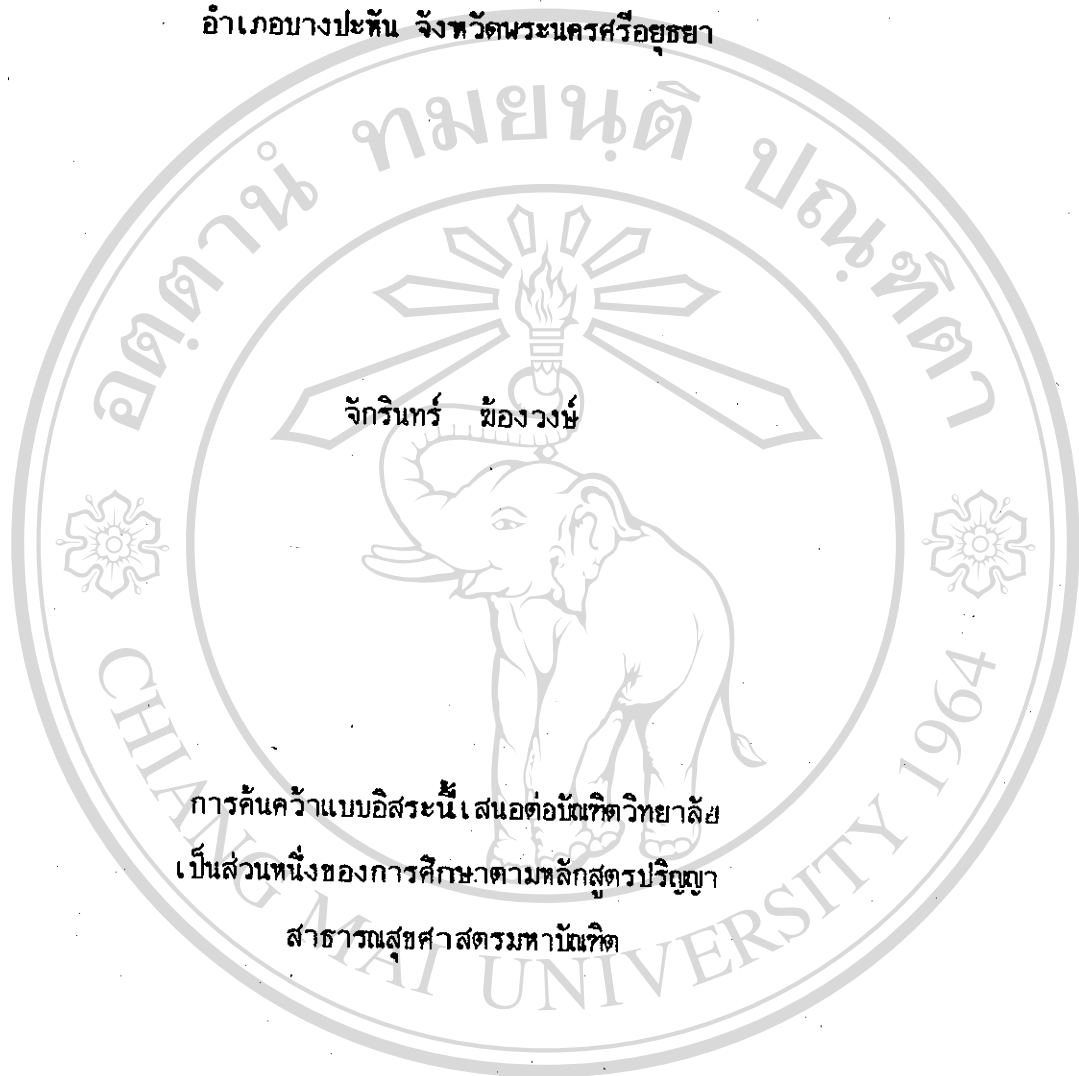 อำเภอบางปะหัน จังหวัดพระนครศรีอยุธยา
อตฺตานํ ทมยนฺติ ปณฺฑิตา
จักรินทร์ ฆ้องวงษ์
การค้นคว้าแบบอิสระนี้เสนอต่อบัณฑิตวิทยาลัย
เป็นส่วนหนึ่งของการศึกษาตามหลักสูตรปริญญา
สาธารณสุขศาสตรมหาบัณฑิต
CHIANG MAI UNIVERSITY 1964